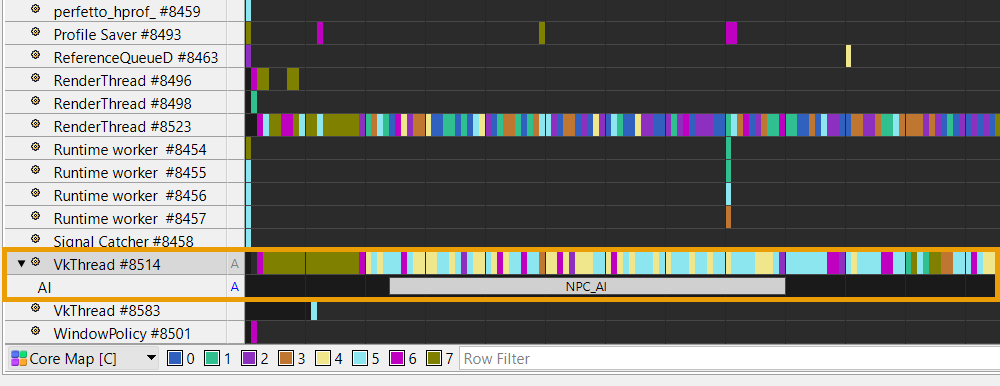 perfetto_hprof_ #8459
Profile Saver #8493
ReferenceQueueD #8463
RenderThread #8496
RenderThread #8498
RenderThread #8523
Runtime worker #8454
Runtime worker #8455
Runtime worker #8456
Runtime worker #8457
Signal Catcher #8458
VkThread #8514 A
AI A NPC_AI
VkThread #8583
WindowPolicy #8501
Core Map [C] 0 1 2 3 4 5 6 7 Row Filter